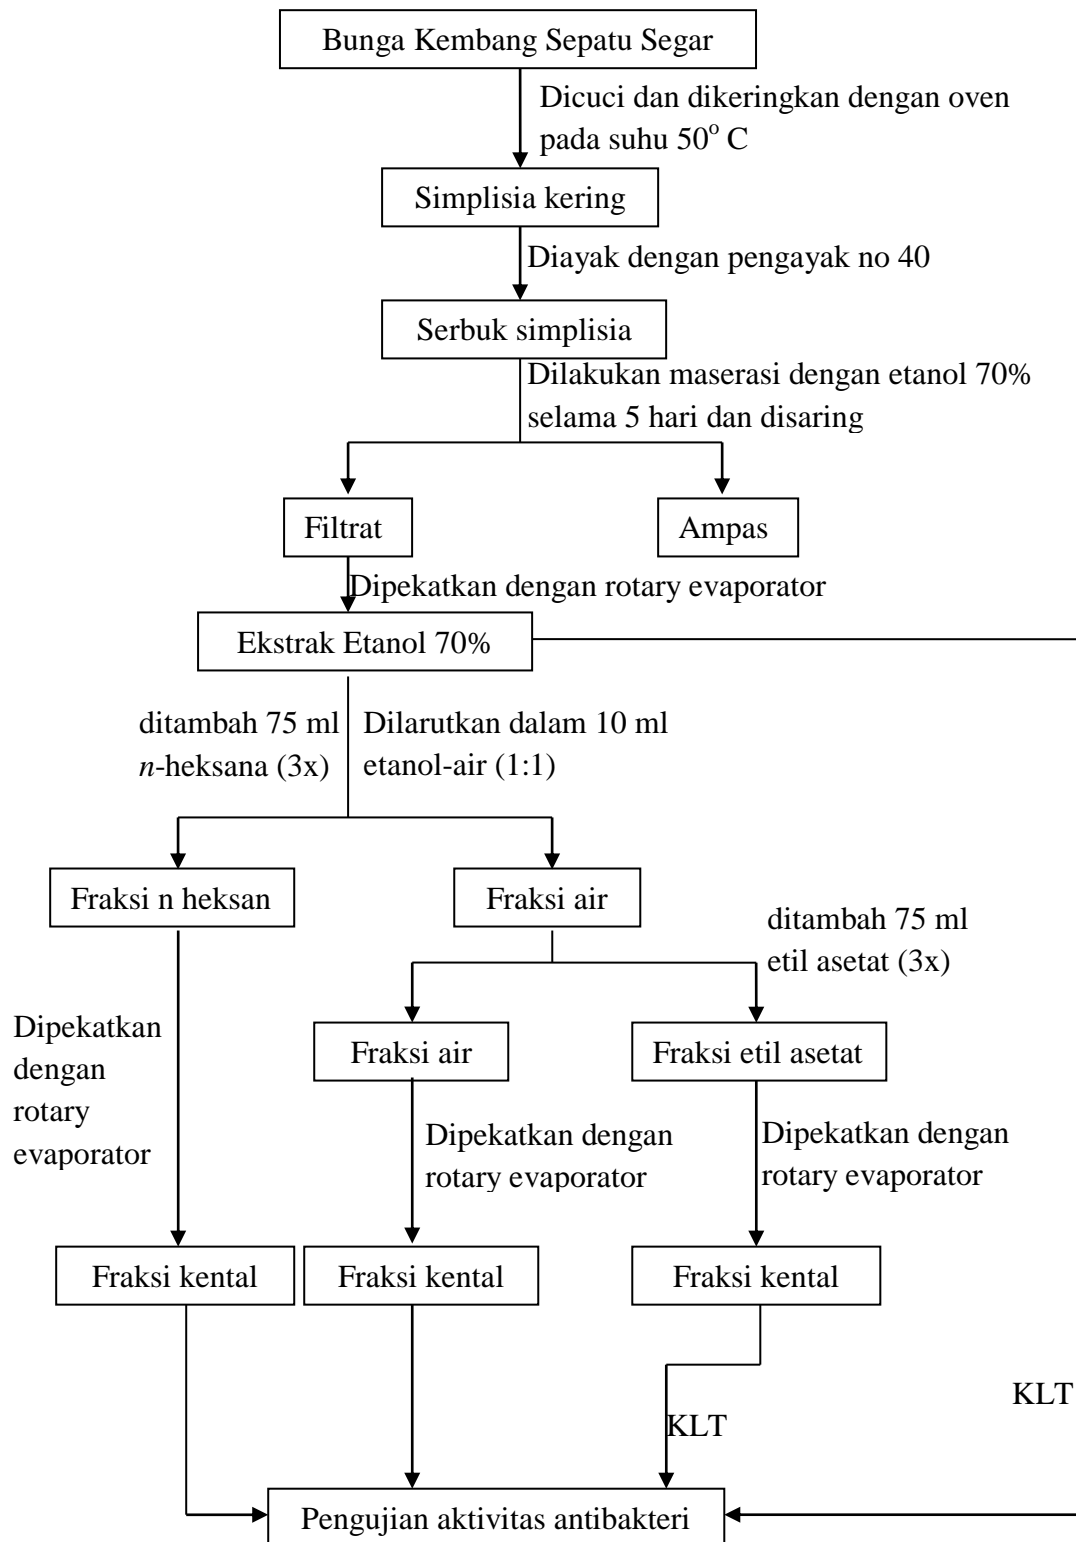 Bunga Kembang Sepatu Segar
Dicuci dan dikeringkan dengan oven
pada suhu 50° C
Simplisia kering
Diayak dengan pengayak no 40
Serbuk simplisia
Dilakukan maserasi dengan etanol 70%
selama 5 hari dan disaring
Filtrat
Ampas
Dipekatkan dengan rotary evaporator
Ekstrak Etanol 70%
ditambah 75 ml
n-heksana (3x)
Dilarutkan dalam 10 ml
etanol-air (1:1)
Fraksi n heksan
Fraksi air
ditambah 75 ml
etil asetat (3x)
Dipekatkan
dengan
rotary
evaporator
Fraksi air
Fraksi etil asetat
Dipekatkan dengan
rotary evaporator
Dipekatkan dengan
rotary evaporator
Fraksi kental
Fraksi kental
Fraksi kental
KLT
KLT
Pengujian aktivitas antibakteri